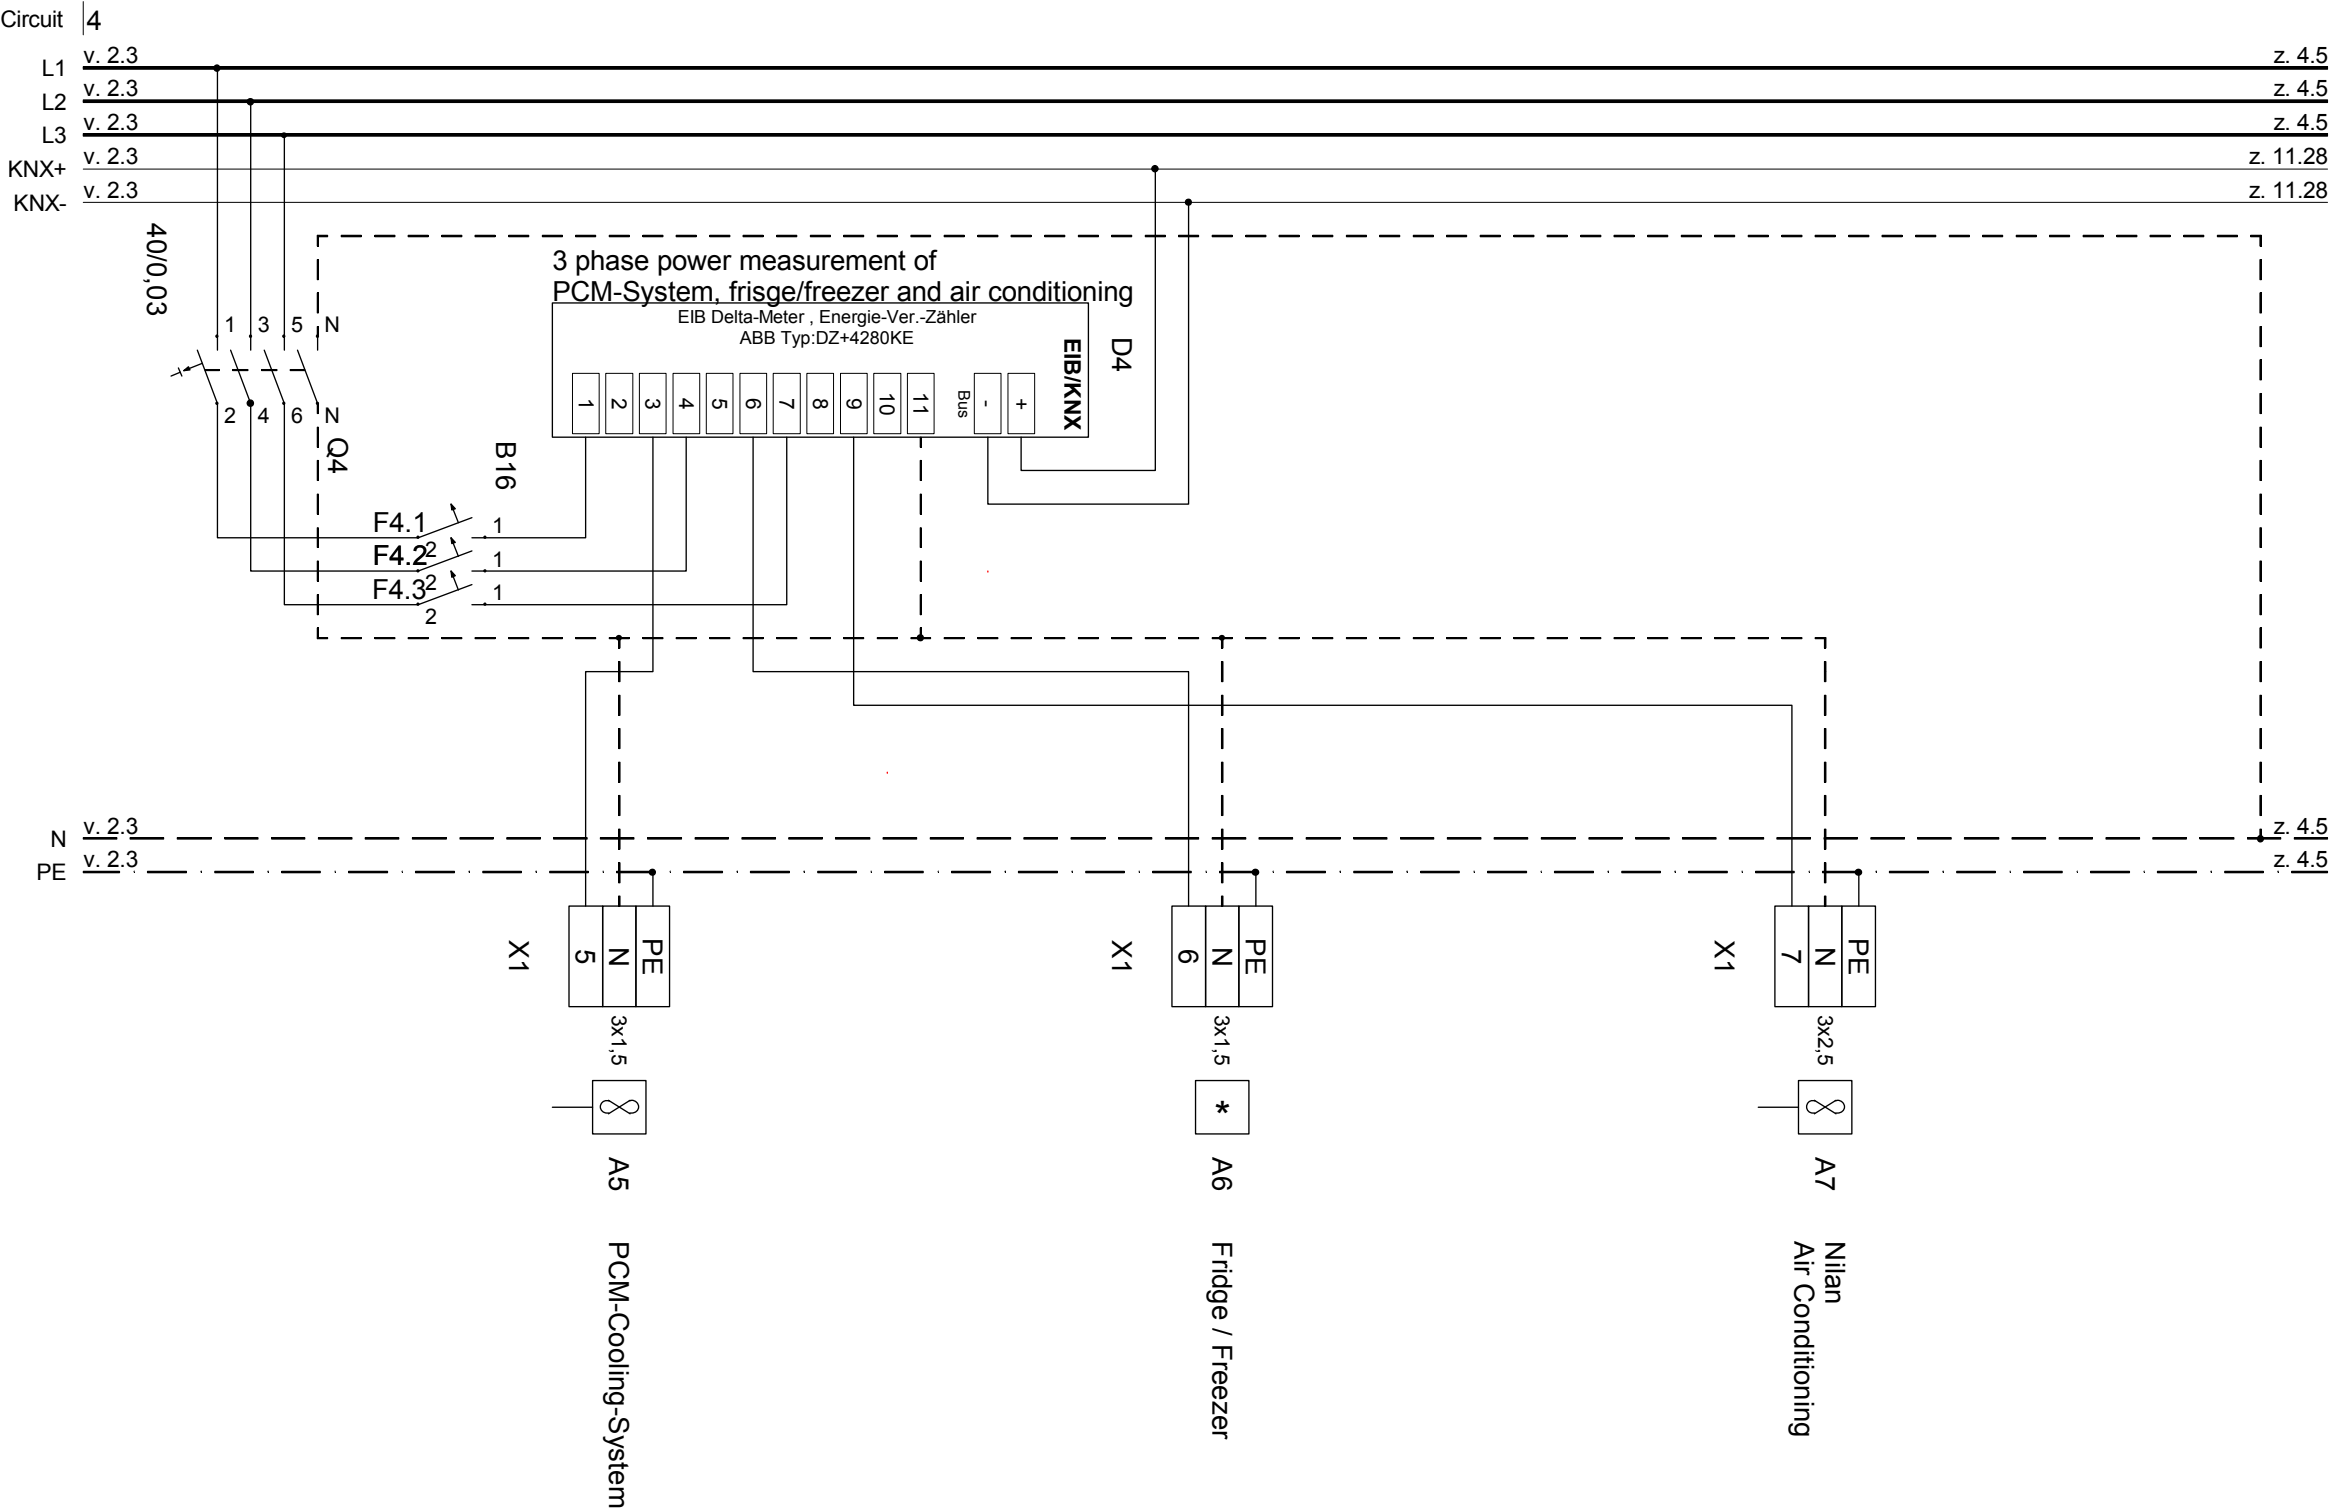 Circuit 4
L1 v. 2.3 z. 4.5
L2 v. 2.3 z. 4.5
L3 v. 2.3 z. 4.5
KNX+ v. 2.3 z. 11.28
KNX- v. 2.3 z. 11.28
40/0,03
3 phase power measurement of
PCM-System, frisge/freezer and air conditioning
EIB Delta-Meter , Energie-Ver.-Zähler
ABB Typ:DZ+4280KE
EIB/KNX
D4
1 3 5 N
2 4 6 N
Q4
1 2 3 4 5 6 7 8 9 10 11 Bus - +
B16
F4.1 2 1
F4.2 2 1
F4.3 2 1
N v. 2.3 z. 4.5
PE v. 2.3 z. 4.5
X1 5 N PE
X1 6 N PE
X1 7 N PE
3x1,5
3x1,5
3x2,5
*
A5
A6
A7
PCM-Cooling-System
Fridge / Freezer
Nilan
Air Conditioning